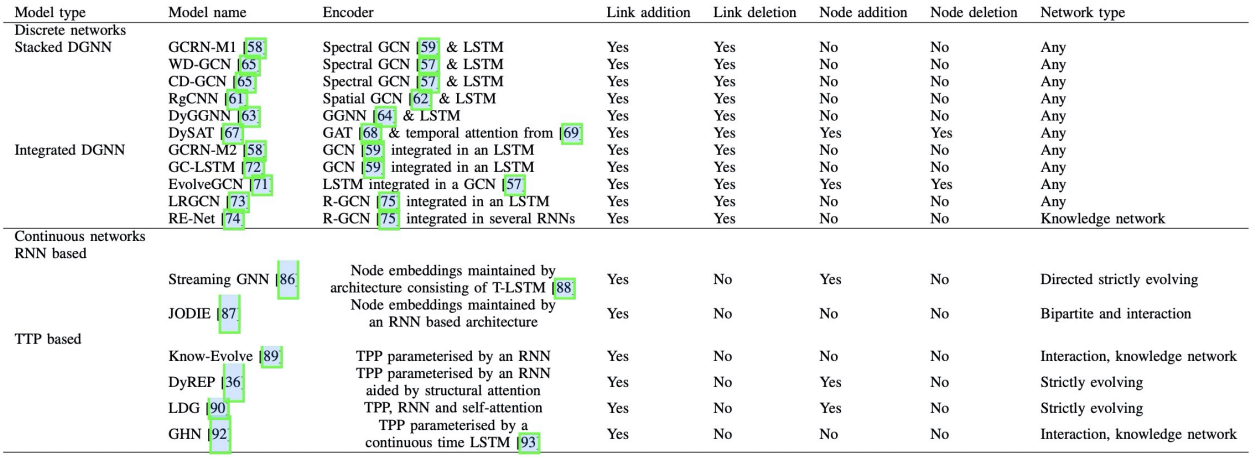 Model type Model name Encoder Link addition Link deletion Node addition Node deletion Network type
Discrete networks
Stacked DGNN GCRN-M1 [58] Spectral GCN [59] & LSTM Yes Yes No No Any
WD-GCN [65] Spectral GCN [57] & LSTM Yes Yes No No Any
CD-GCN [65] Spectral GCN [57] & LSTM Yes Yes No No Any
RgCNN [61] Spatial GCN [62] & LSTM Yes Yes No No Any
DyGGNN [63] GGNN [64] & LSTM Yes Yes No No Any
DySAT [67] GAT [68] & temporal attention from [69] Yes Yes Yes Yes Any
Integrated DGNN GCRN-M2 [58] GCN [59] integrated in an LSTM Yes Yes No No Any
GC-LSTM [72] GCN [59] integrated in an LSTM Yes Yes No No Any
EvolveGCN [71] LSTM integrated in a GCN [57] Yes Yes Yes Yes Any
LRGCN [73] R-GCN [75] integrated in an LSTM Yes Yes No No Any
RE-Net [74] R-GCN [75] integrated in several RNNs Yes Yes No No Knowledge network
Continuous networks
RNN based
Streaming GNN [86] Node embeddings maintained by
architecture consisting of T-LSTM [88] Yes No Yes No Directed strictly evolving
JODIE [87] Node embeddings maintained by
an RNN based architecture Yes No No No Bipartite and interaction
TTP based
Know-Evolve [89] TPP parameterised by an RNN Yes No No No Interaction, knowledge network
DyREP [36] TPP parameterised by an RNN
aided by structural attention Yes No Yes No Strictly evolving
LDG [90] TPP, RNN and self-attention Yes No Yes No Strictly evolving
GHN [92] TPP parameterised by a
continuous time LSTM [93] Yes No No No Interaction, knowledge network